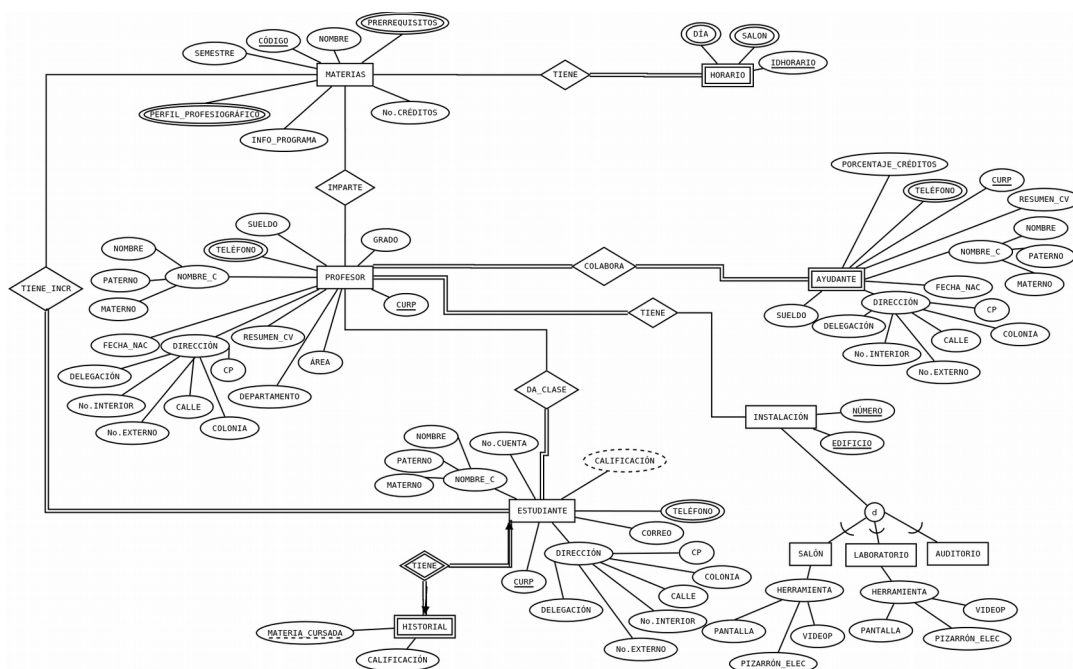 PRERREQUISITOS
CÓDIGO
NOMBRE
SEMESTRE
MATERIAS
PERFIL_PROFESIOGRÁFICO
INFO_PROGRAMA
No.CRÉDITOS
TIENE
DÍA
SALON
IDHORARIO
HORARIO
IMPARTE
TIENE_INCR
SUELDO
TELÉFONO
GRADO
NOMBRE
PATERNO
MATERNO
NOMBRE_C
PROFESOR
CURP
FECHA_NAC
DIRECCIÓN
RESUMEN_CV
ÁREA
DEPARTAMENTO
DELEGACIÓN
No.INTERIOR
No.EXTERNO
CALLE
COLONIA
CP
COLABORA
TIENE
PORCENTAJE_CRÉDITOS
TELÉFONO
CURP
RESUMEN_CV
NOMBRE
NOMBRE_C
PATERNO
MATERNO
AYUDANTE
FECHA_NAC
SUELDO
DIRECCIÓN
DELEGACIÓN
CP
COLONIA
CALLE
No.INTERIOR
No.EXTERNO
DA_CLASE
INSTALACIÓN
NÚMERO
EDIFICIO
d
SALÓN
LABORATORIO
AUDITORIO
HERRAMIENTA
PANTALLA
VIDEOP
PIZARRÓN_ELEC
HERRAMIENTA
PANTALLA
VIDEOP
PIZARRÓN_ELEC
NOMBRE
PATERNO
MATERNO
NOMBRE_C
No.CUENTA
CALIFICACIÓN
ESTUDIANTE
TELÉFONO
CORREO
CURP
DIRECCIÓN
CP
COLONIA
CALLE
No.INTERIOR
No.EXTERNO
DELEGACIÓN
TIENE
HISTORIAL
MATERIA_CURSADA
CALIFICACIÓN